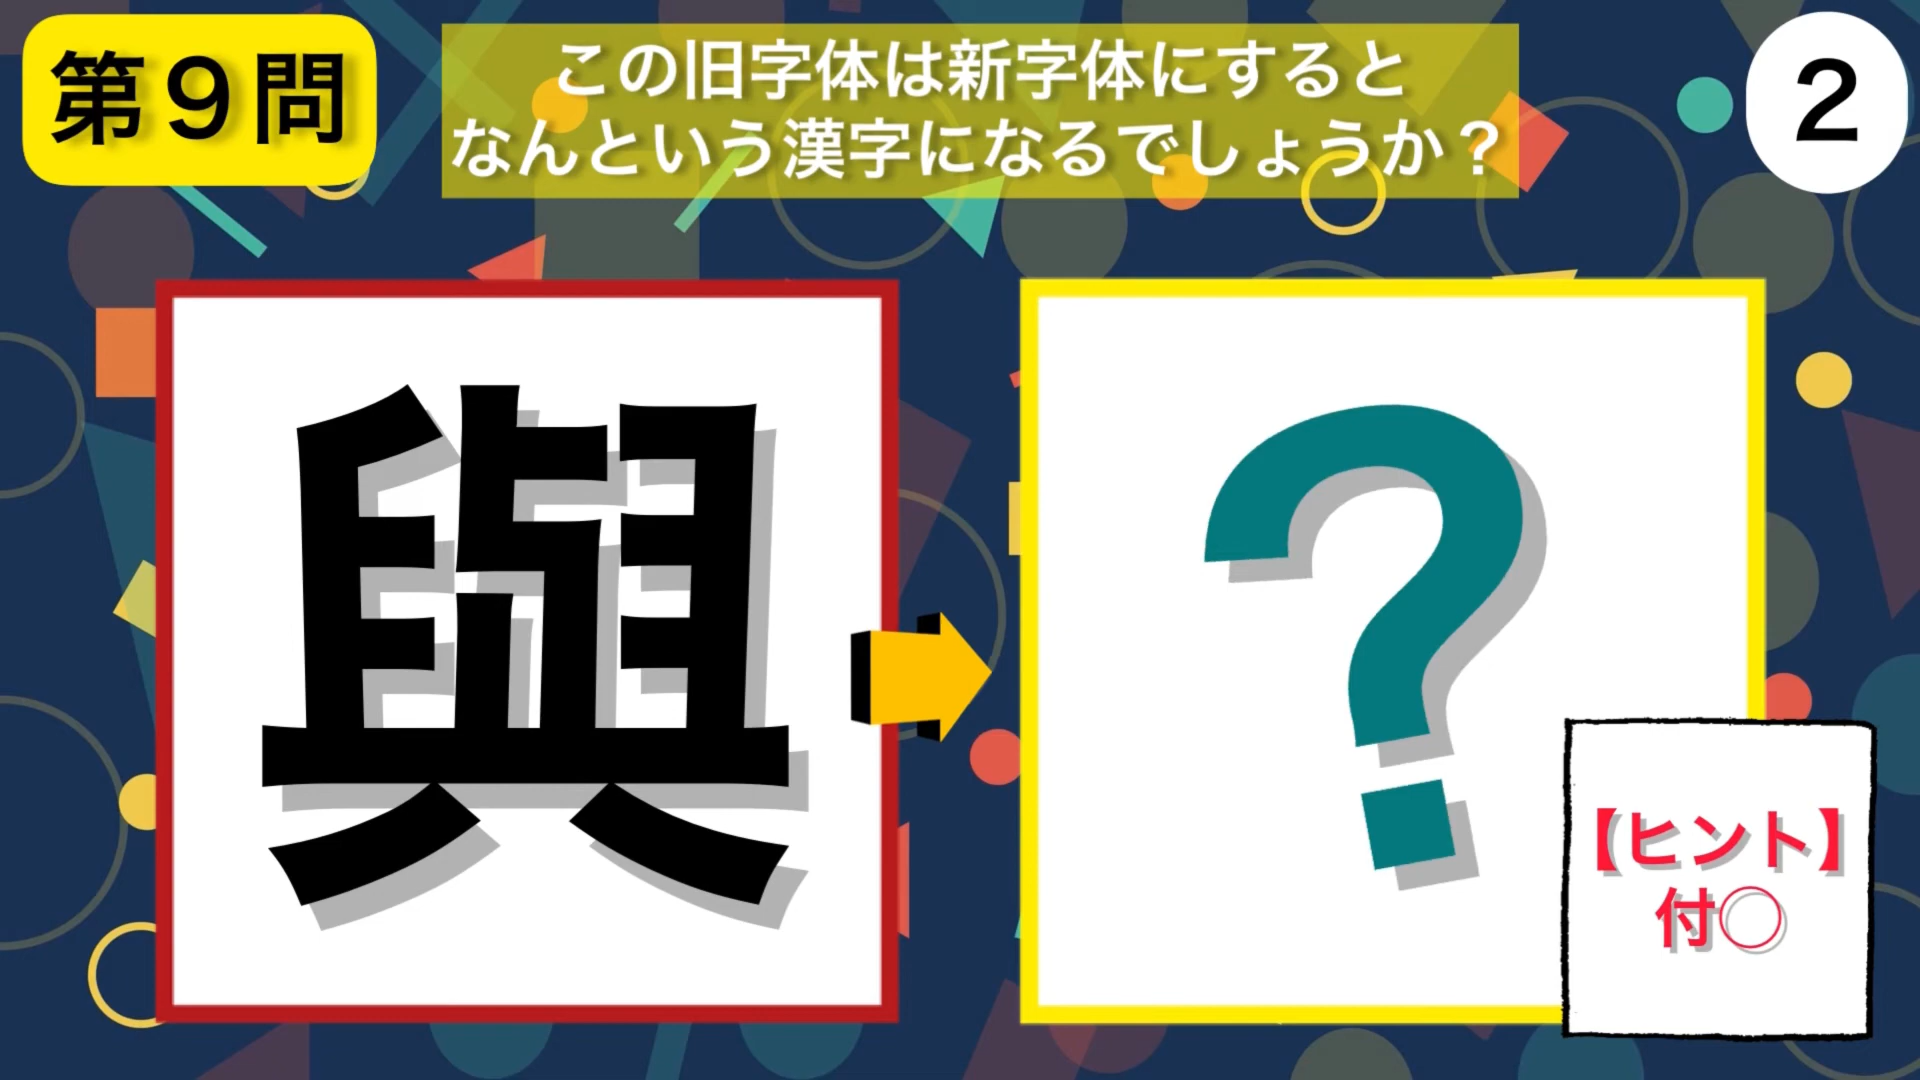 第9問
この旧字体は新字体にすると
なんという漢字になるでしょうか？
2
與
?
【ヒント】
付○